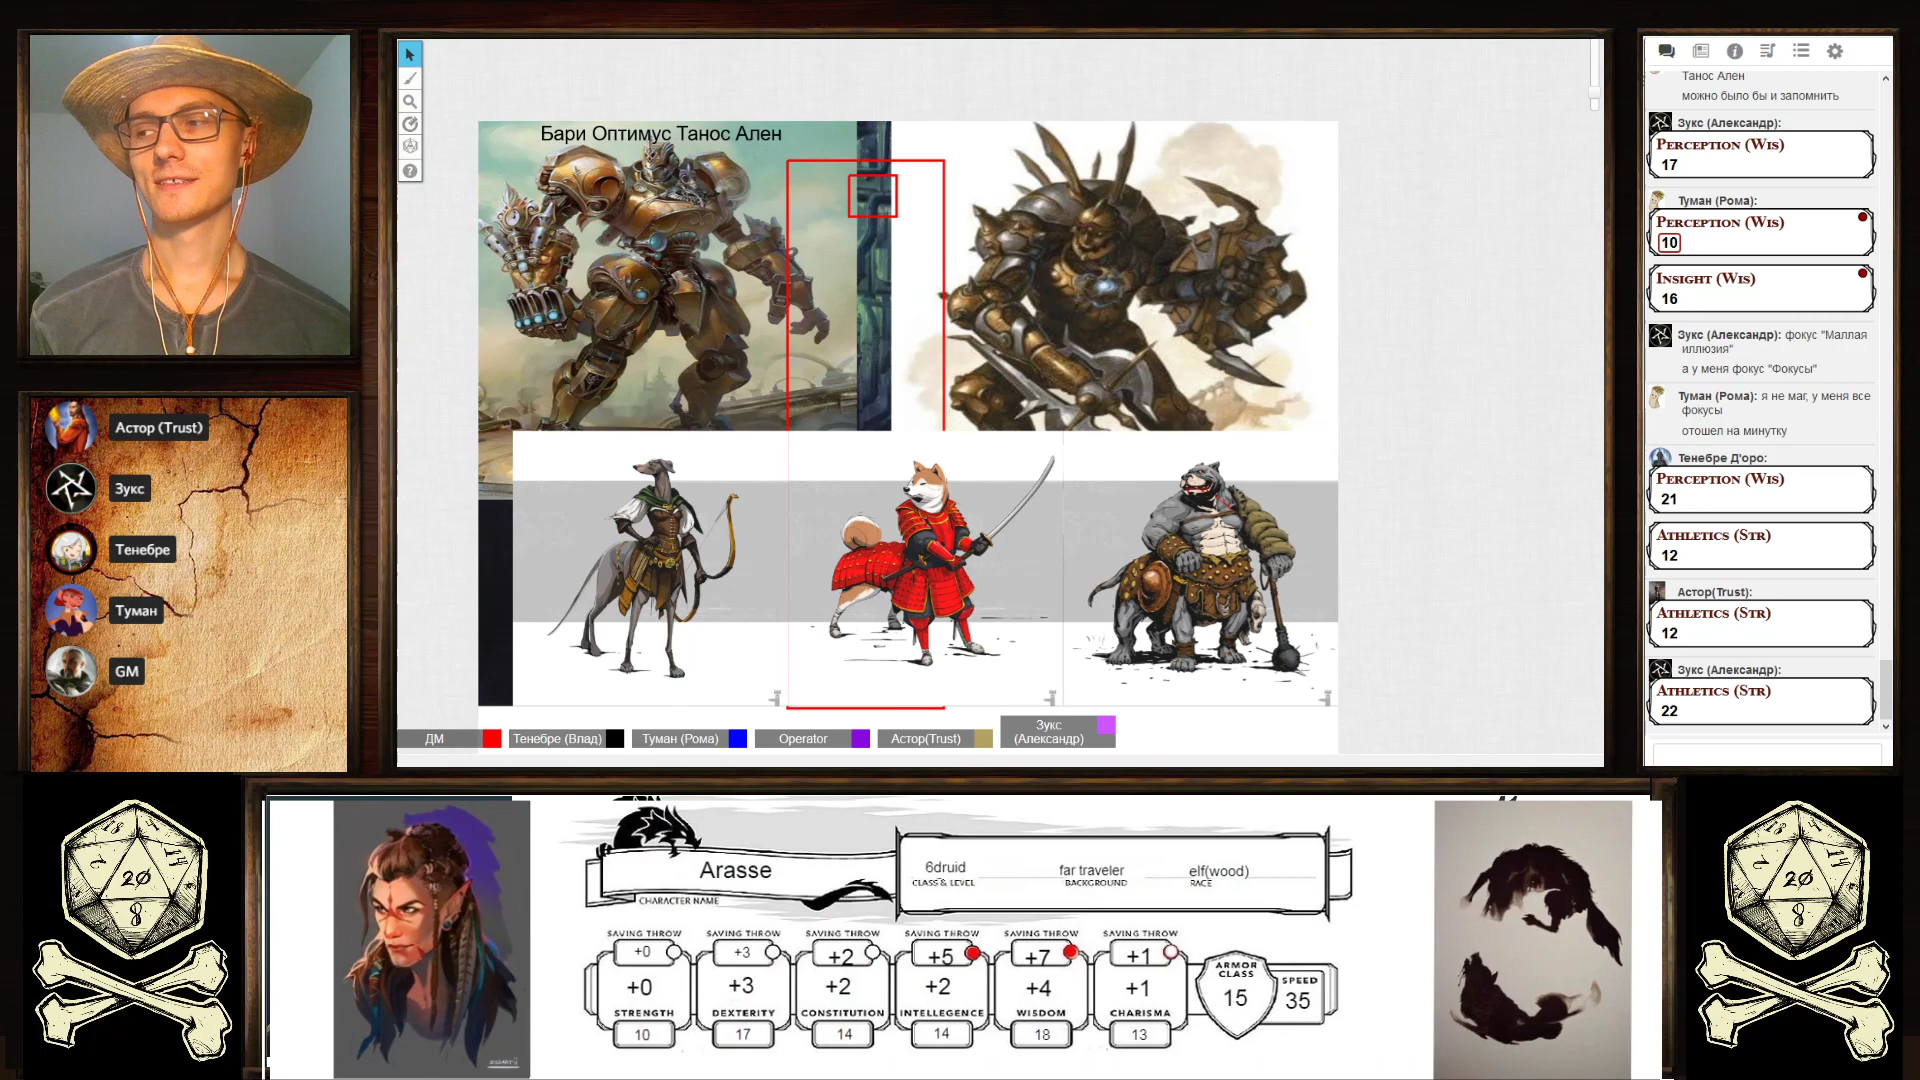 Астор (Trust)
Зукс
Тенебре
Туман
GM
Бари Оптимус Танос Ален
ДМ
Тенебре (Влад)
Туман (Рома)
Operator
Астор(Trust)
Зукс
(Александр)
Танос Ален
можно было бы и запомнить
Зукс (Александр):
PERCEPTION (WIS)
17
Туман (Рома):
PERCEPTION (WIS)
10
INSIGHT (WIS)
16
Зукс (Александр): фокус "Маллая
иллюзия"
а у меня фокус "Фокусы"
Туман (Рома): я не маг, у меня все
фокусы
отошел на минутку
Тенебре Д'оро:
PERCEPTION (WIS)
21
ATHLETICS (STR)
12
Астор(Trust):
ATHLETICS (STR)
12
Зукс (Александр):
ATHLETICS (STR)
22
20
8
14
Arasse
CHARACTER NAME
6druid
CLASS & LEVEL
far traveler
BACKGROUND
elf(wood)
RACE
SAVING THROW
SAVING THROW
SAVING THROW
SAVING THROW
SAVING THROW
SAVING THROW
+0
+3
+2
+5
+7
+1
+0
+3
+2
+2
+4
+1
STRENGTH
DEXTERITY
CONSTITUTION
INTELLEGENCE
WISDOM
CHARISMA
10
17
14
14
18
13
ARMOR
CLASS
15
SPEED
35
20
8
14